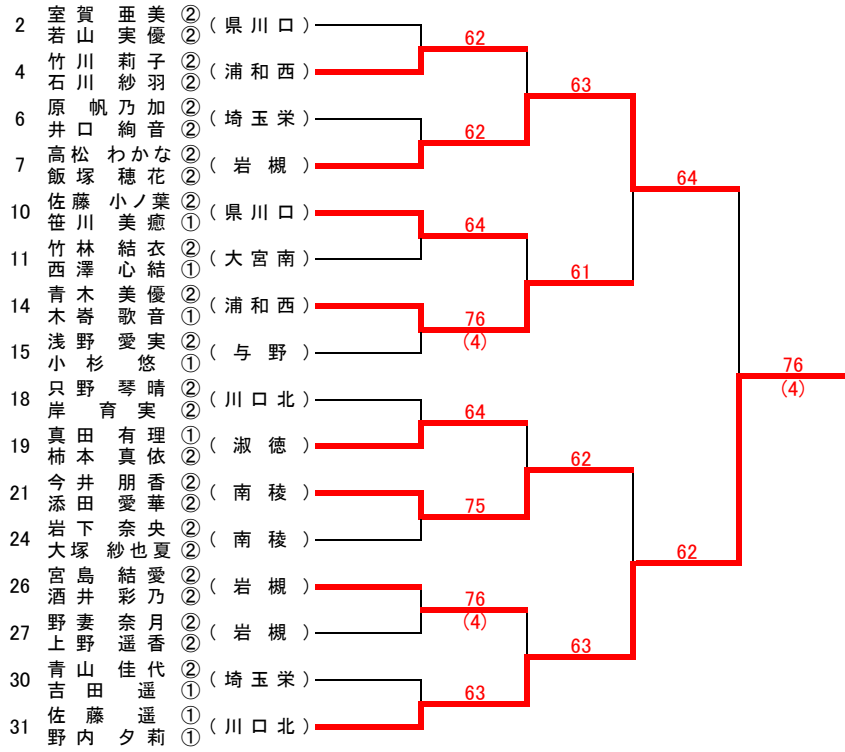 2 室賀 亜美 ② (県川口)
若山 実優 ②
62
4 竹川 莉子 ② (浦和西)
石川 紗羽 ②
63
6 原 帆乃加 ② (埼玉栄)
井口 絢音 ②
62
7 高松 わかな ② (岩槻)
飯塚 穂花 ②
64
10 佐藤 小ノ葉 ② (県川口)
笹川 美癒 ①
64
11 竹林 結衣 ② (大宮南)
西澤 心結 ①
61
14 青木 美優 ② (浦和西)
木嵜 歌音 ①
76
(4)
15 浅野 愛実 ② (与野)
小杉 悠 ①
76
(4)
18 只野 琴晴 ② (川口北)
岸 育実 ②
64
19 真田 有理 ① (淑徳)
柿本 真依 ②
62
21 今井 朋香 ② (南稜)
添田 愛華 ②
75
24 岩下 奈央 ② (南稜)
大塚 紗也夏 ②
62
26 宮島 結愛 ② (岩槻)
酒井 彩乃 ②
76
(4)
27 野妻 奈月 ② (岩槻)
上野 遥香 ②
63
30 青山 佳代 ② (埼玉栄)
吉田 遥 ①
63
31 佐藤 遥 ① (川口北)
野内 夕莉 ①